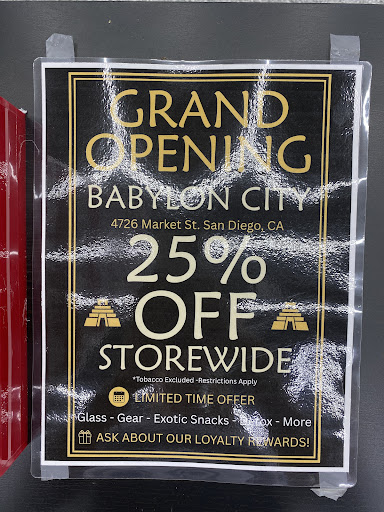 GRAND
OPENING
BABYLON CITY
4726 Market St. San Diego, CA
25%
OFF
STOREWIDE
*Tobacco Excluded -Restrictions Apply
LIMITED TIME OFFER
Glass - Gear - Exotic Snacks - Detox - More
ASK ABOUT OUR LOYALTY REWARDS!